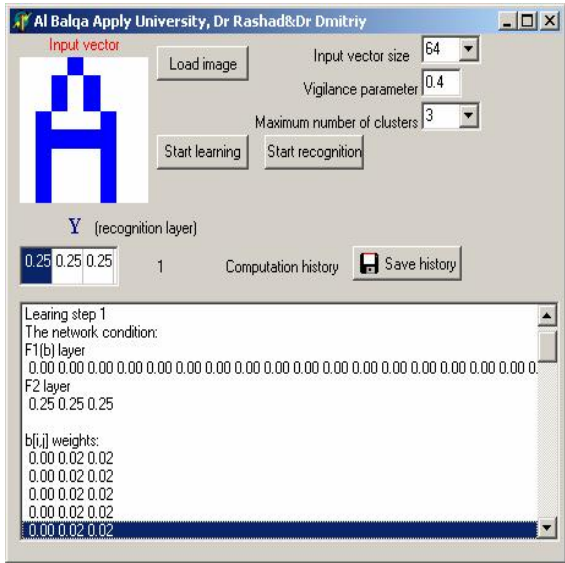 Al Balqa Apply University, Dr Rashad&Dr Dmitriy
Input vector
Load image
Input vector size 64
Vigilance parameter 0.4
Maximum number of clusters 3
Start learning
Start recognition
Y (recognition layer)
0.25 0.25 0.25
1
Computation history
Save history
Learing step 1
The network condition:
F1(b) layer
0.00 0.00 0.00 0.00 0.00 0.00 0.00 0.00 0.00 0.00 0.00 0.00 0.00 0.00 0.00 0.00 0.00 0.
F2 layer
0.25 0.25 0.25
b[i,j] weights:
0.00 0.02 0.02
0.00 0.02 0.02
0.00 0.02 0.02
0.00 0.02 0.02
0.00 0.02 0.02